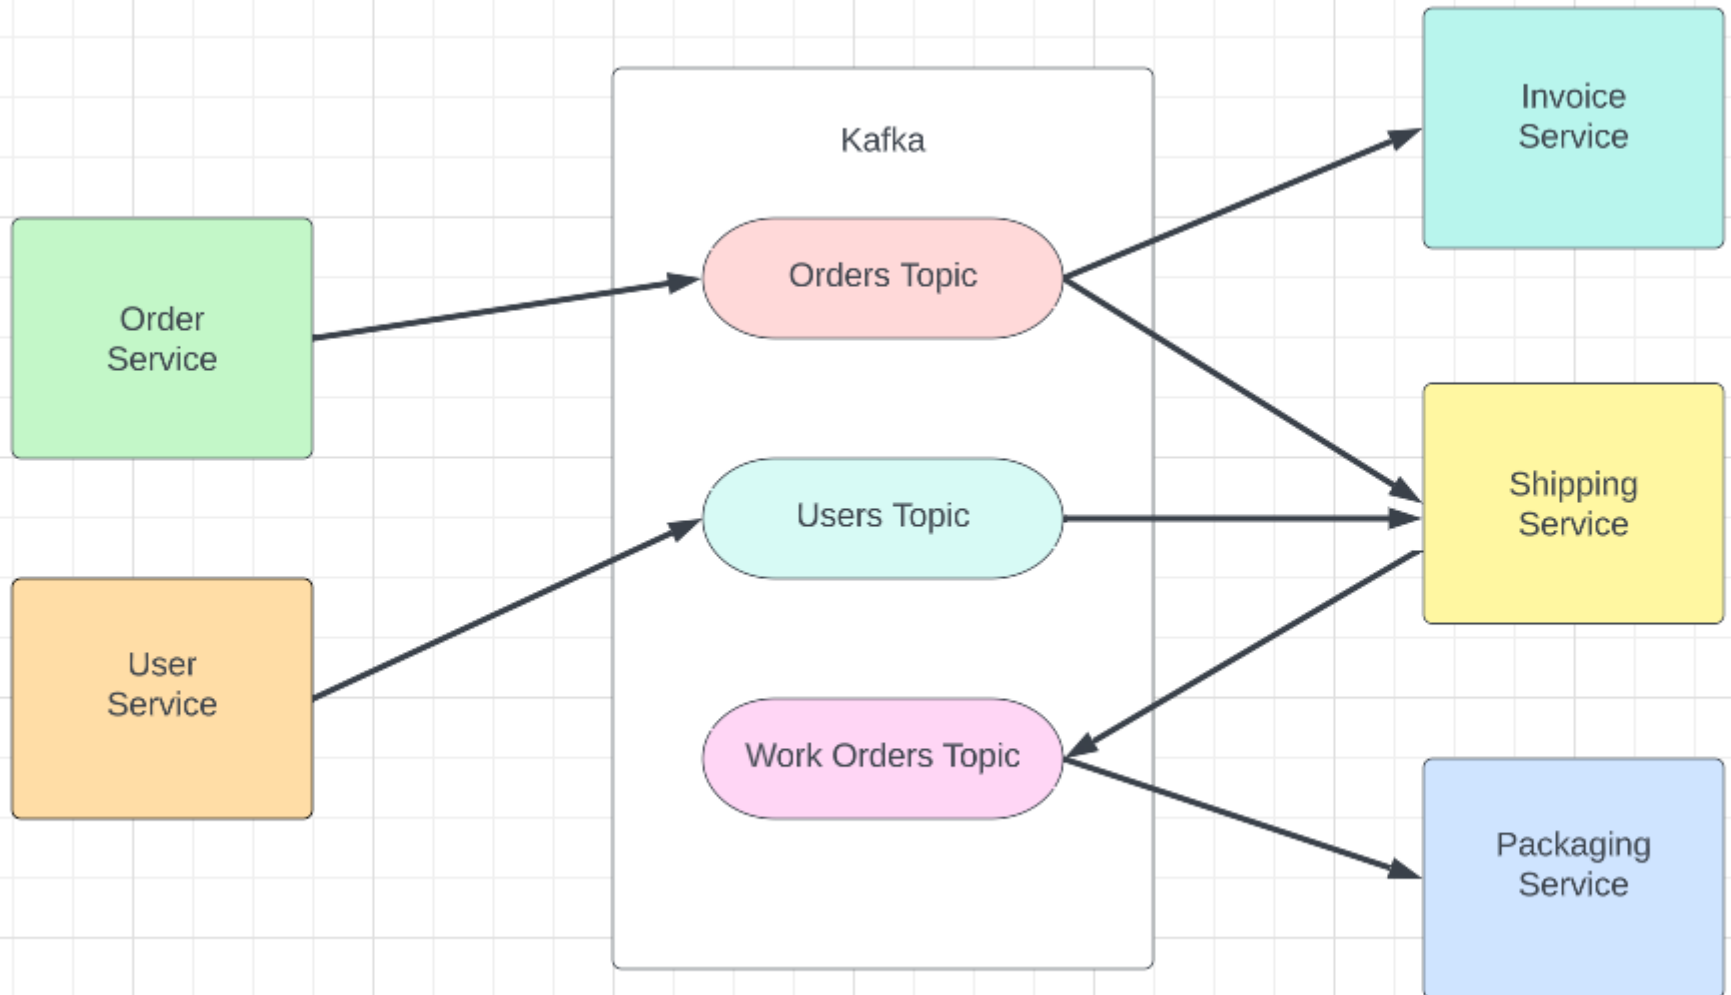 Kafka
Order
Service
User
Service
Orders Topic
Users Topic
Work Orders Topic
Invoice
Service
Shipping
Service
Packaging
Service